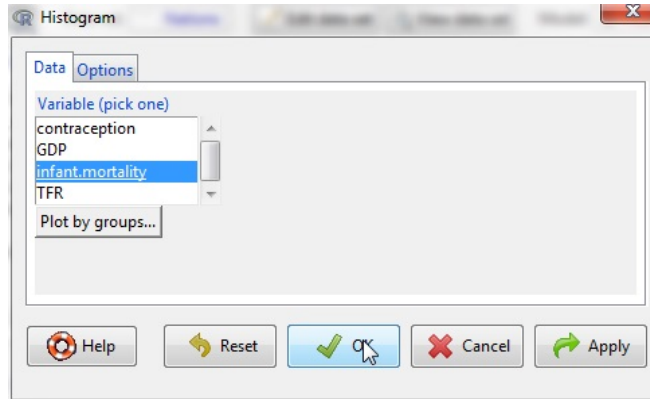 Histogram
Data Options
Variable (pick one)
contraception
GDP
infant.mortality
TFR
Plot by groups...
Help Reset OK Cancel Apply